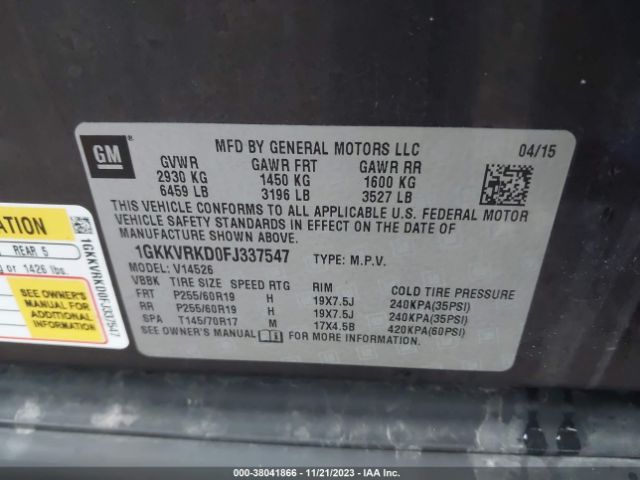 GM
®
MFD BY GENERAL MOTORS LLC
04/15
GVWR GAWR FRT GAWR RR
2930 KG 1450 KG 1600 KG
6459 LB 3196 LB 3527 LB
THIS VEHICLE CONFORMS TO ALL APPLICABLE U.S. FEDERAL MOTOR
VEHICLE SAFETY STANDARDS IN EFFECT ON THE DATE OF
MANUFACTURE SHOWN ABOVE.
1GKKVRKD0FJ337547 TYPE: M.P.V.
MODEL: V14526
VBBK TIRE SIZE SPEED RTG RIM COLD TIRE PRESSURE
FRT P255/60R19 H 19X7.5J 240KPA(35PSI)
RR P255/60R19 H 19X7.5J 240KPA(35PSI)
SPA T145/70R17 M 17X4.5B 420KPA(60PSI)
SEE OWNER'S MANUAL FOR MORE INFORMATION.
ATION
REAR 5
or 1426 lbs.
SEE OWNER'S
MANUAL FOR
ADDITIONAL
INFORMATION
1GKKVRKD0FJ337547
000-38041866 - 11/21/2023 - IAA